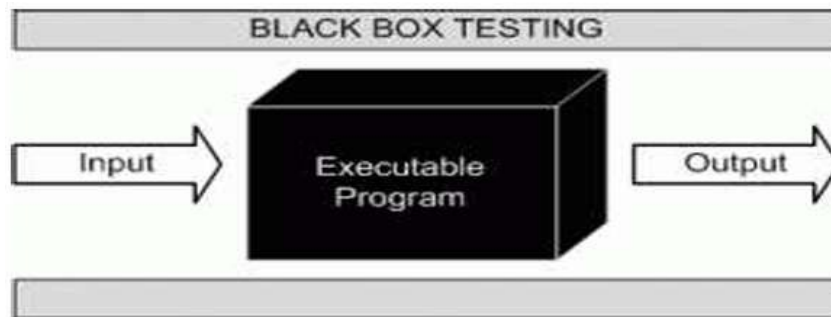 BLACK BOX TESTING
Input
Executable
Program
Output